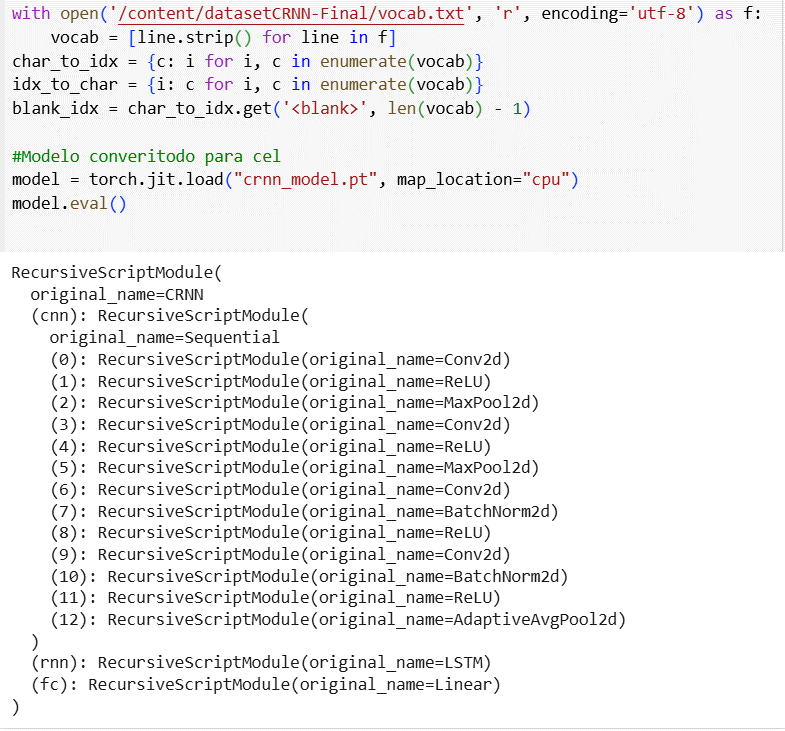 with open('/content/datasetCRNN-Final/vocab.txt', 'r', encoding='utf-8') as f:
    vocab = [line.strip() for line in f]
char_to_idx = {c: i for i, c in enumerate(vocab)}
idx_to_char = {i: c for i, c in enumerate(vocab)}
blank_idx = char_to_idx.get('<blank>', len(vocab) - 1)

#Modelo converitodo para cel
model = torch.jit.load("crnn_model.pt", map_location="cpu")
model.eval()

RecursiveScriptModule(
  original_name=CRNN
  (cnn): RecursiveScriptModule(
    original_name=Sequential
    (0): RecursiveScriptModule(original_name=Conv2d)
    (1): RecursiveScriptModule(original_name=ReLU)
    (2): RecursiveScriptModule(original_name=MaxPool2d)
    (3): RecursiveScriptModule(original_name=Conv2d)
    (4): RecursiveScriptModule(original_name=ReLU)
    (5): RecursiveScriptModule(original_name=MaxPool2d)
    (6): RecursiveScriptModule(original_name=Conv2d)
    (7): RecursiveScriptModule(original_name=BatchNorm2d)
    (8): RecursiveScriptModule(original_name=ReLU)
    (9): RecursiveScriptModule(original_name=Conv2d)
    (10): RecursiveScriptModule(original_name=BatchNorm2d)
    (11): RecursiveScriptModule(original_name=ReLU)
    (12): RecursiveScriptModule(original_name=AdaptiveAvgPool2d)
  )
  (rnn): RecursiveScriptModule(original_name=LSTM)
  (fc): RecursiveScriptModule(original_name=Linear)
)